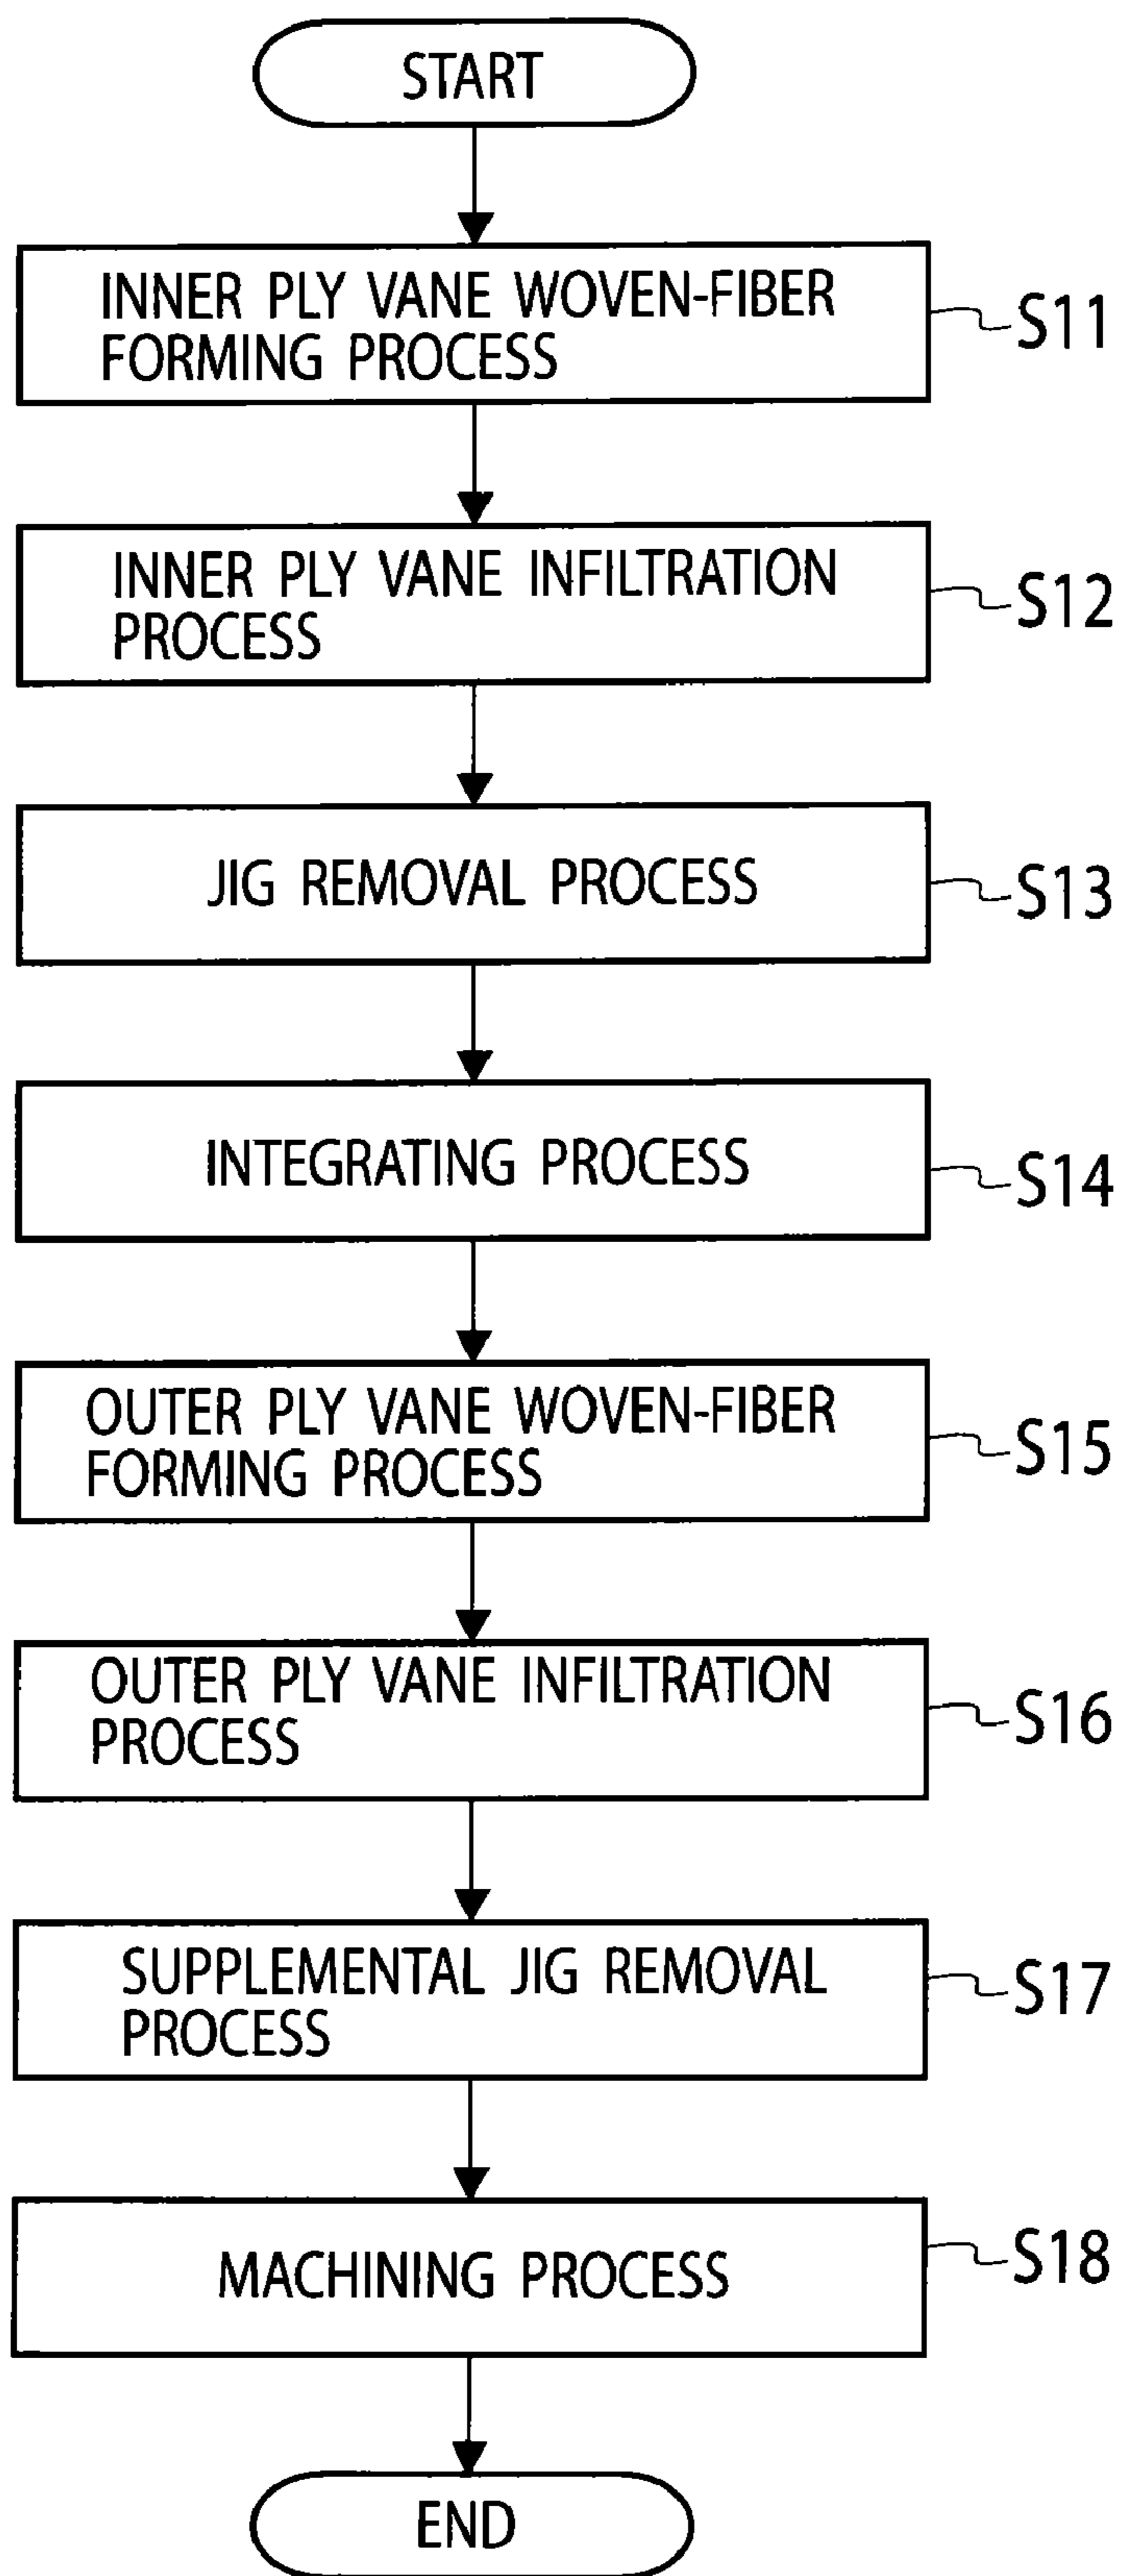 START
INNER PLY VANE WOVEN-FIBER
FORMING PROCESS
S11
INNER PLY VANE INFILTRATION
PROCESS
S12
JIG REMOVAL PROCESS
S13
INTEGRATING PROCESS
S14
OUTER PLY VANE WOVEN-FIBER
FORMING PROCESS
S15
OUTER PLY VANE INFILTRATION
PROCESS
S16
SUPPLEMENTAL JIG REMOVAL
PROCESS
S17
MACHINING PROCESS
S18
END